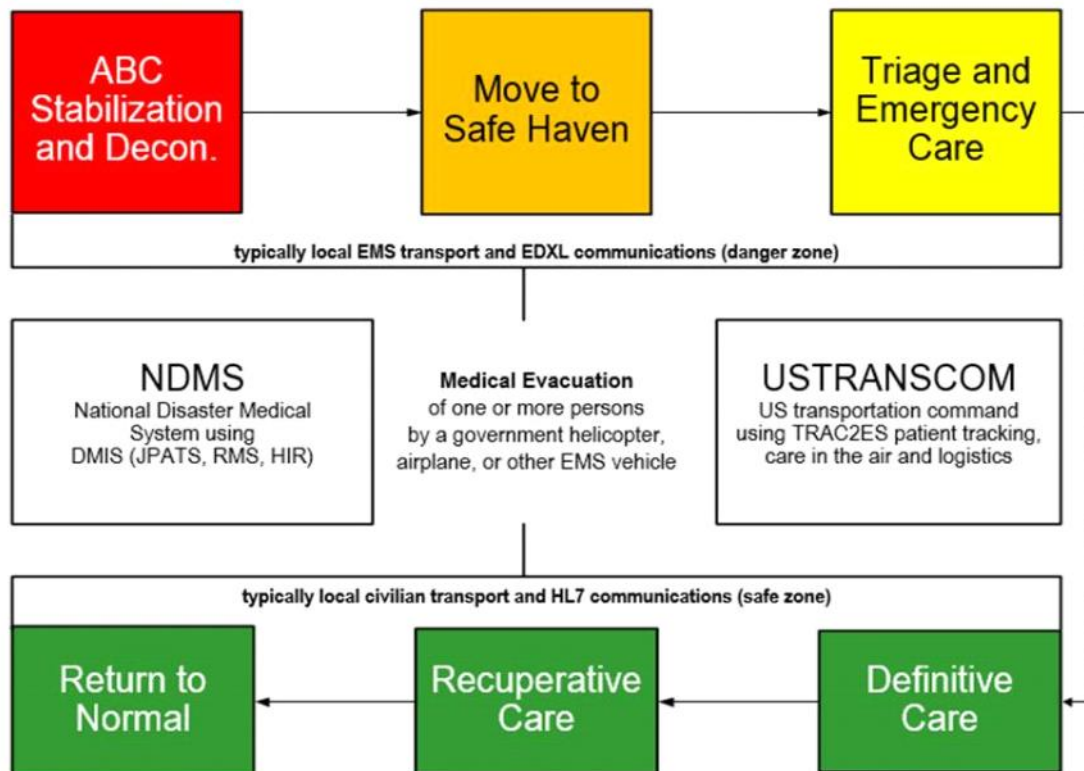 ABC
Stabilization
and Decon.
Move to
Safe Haven
Triage and
Emergency
Care
typically local EMS transport and EDXL communications (danger zone)
NDMS
National Disaster Medical
System using
DMIS (JPATS, RMS, HIR)
Medical Evacuation
of one or more persons
by a government helicopter,
airplane, or other EMS vehicle
USTRANSCOM
US transportation command
using TRAC2ES patient tracking,
care in the air and logistics
typically local civilian transport and HL7 communications (safe zone)
Return to
Normal
Recuperative
Care
Definitive
Care